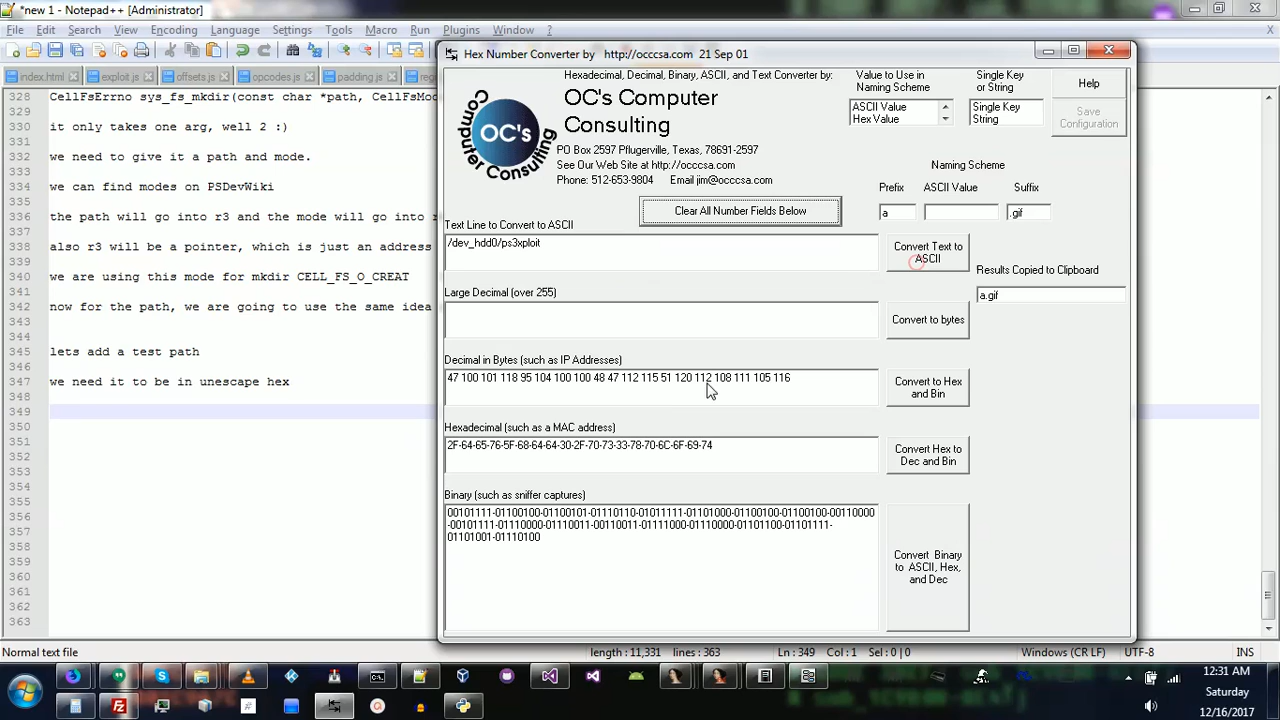 *new 1 - Notepad++ [Administrator]
File Edit Search View Encoding Language Settings Tools Macro Run Plugins Window ?
X
index.html exploit.js offsets.js opcodes.js padding.js
328 CellFsErrno sys_fs_mkdir(const char *path, CellFsMo
329
330 it only takes one arg, well 2 :)
331
332 we need to give it a path and mode.
333
334 we can find modes on PSDevWiki
335
336 the path will go into r3 and the mode will go into r
337
338 also r3 will be a pointer, which is just an address
339
340 we are using this mode for mkdir CELL_FS_O_CREAT
341
342 now for the path, we are going to use the same idea
343
344
345 lets add a test path
346
347 we need it to be in unescape hex
348
349
350
351
352
353
354
355
356
357
358
359
360
361
362
363
Hex Number Converter by http://occcsa.com 21 Sep 01
Hexadecimal, Decimal, Binary, ASCII, and Text Converter by:
OC's Computer
Consulting
OC's
Computer Consulting
PO Box 2597 Pflugerville, Texas, 78691-2597
See Our Web Site at http://occcsa.com
Phone: 512-653-9804 Email jim@occcsa.com
Value to Use in
Naming Scheme
ASCII Value
Hex Value
Single Key
or String
Single Key
String
Help
Save
Configuration
Naming Scheme
Prefix ASCII Value Suffix
a .gif
Clear All Number Fields Below
Text Line to Convert to ASCII
/dev_hdd0/ps3xploit
Convert Text to
ASCII
Results Copied to Clipboard
a.gif
Large Decimal (over 255)
Convert to bytes
Decimal in Bytes (such as IP Addresses)
47 100 101 118 95 104 100 100 48 47 112 115 51 120 112 108 111 105 116
Convert to Hex
and Bin
Hexadecimal (such as a MAC address)
2F-64-65-76-5F-68-64-64-30-2F-70-73-33-78-70-6C-6F-69-74
Convert Hex to
Dec and Bin
Binary (such as sniffer captures)
00101111-01100100-01100101-01110110-01011111-01101000-01100100-01100100-00110000
-00101111-01110000-01110011-00110011-01111000-01110000-01101100-01101111-
01101001-01110100
Convert Binary
to ASCII, Hex,
and Dec
Normal text file length : 11,331 lines : 363 Ln : 349 Col : 1 Sel : 0 | 0 Windows (CR LF) UTF-8 INS
12:31 AM
Saturday
12/16/2017